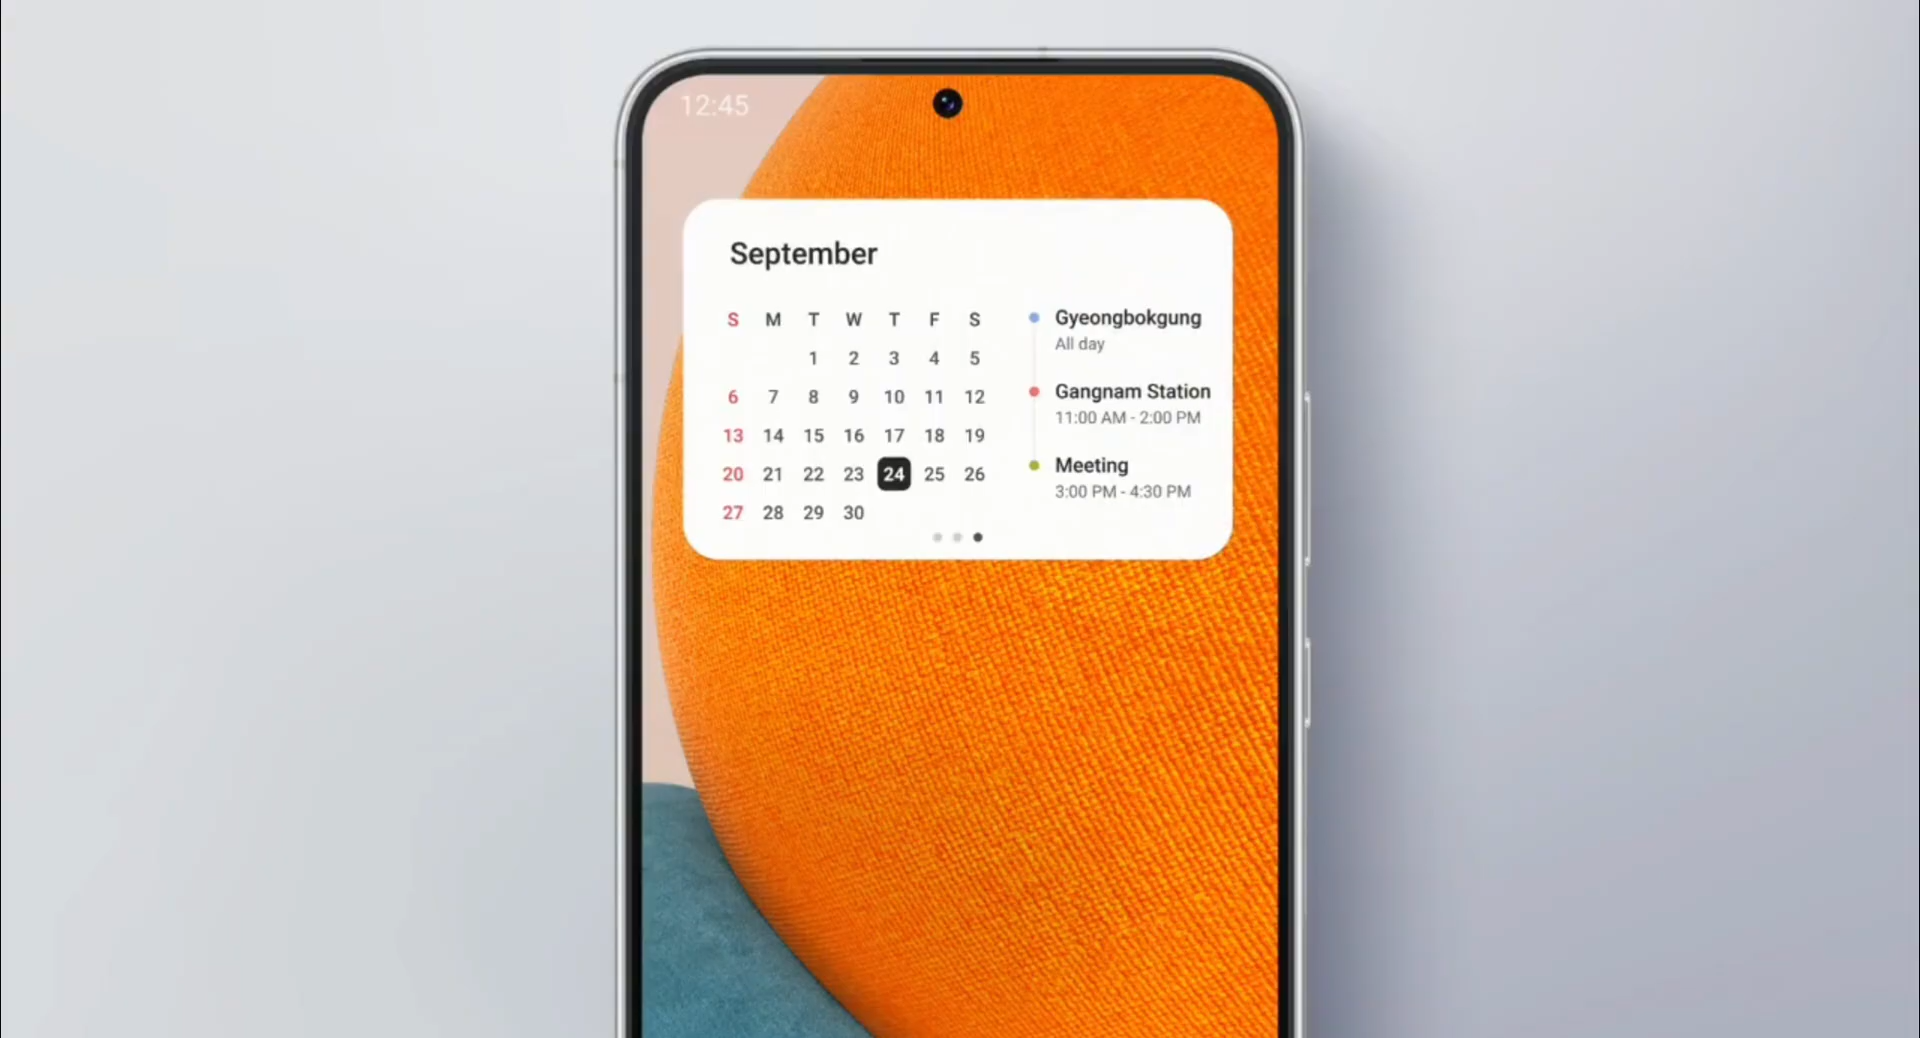 12:45
September
S M T W T F S
1 2 3 4 5
6 7 8 9 10 11 12
13 14 15 16 17 18 19
20 21 22 23 24 25 26
27 28 29 30
Gyeongbokgung
All day
Gangnam Station
11:00 AM - 2:00 PM
Meeting
3:00 PM - 4:30 PM